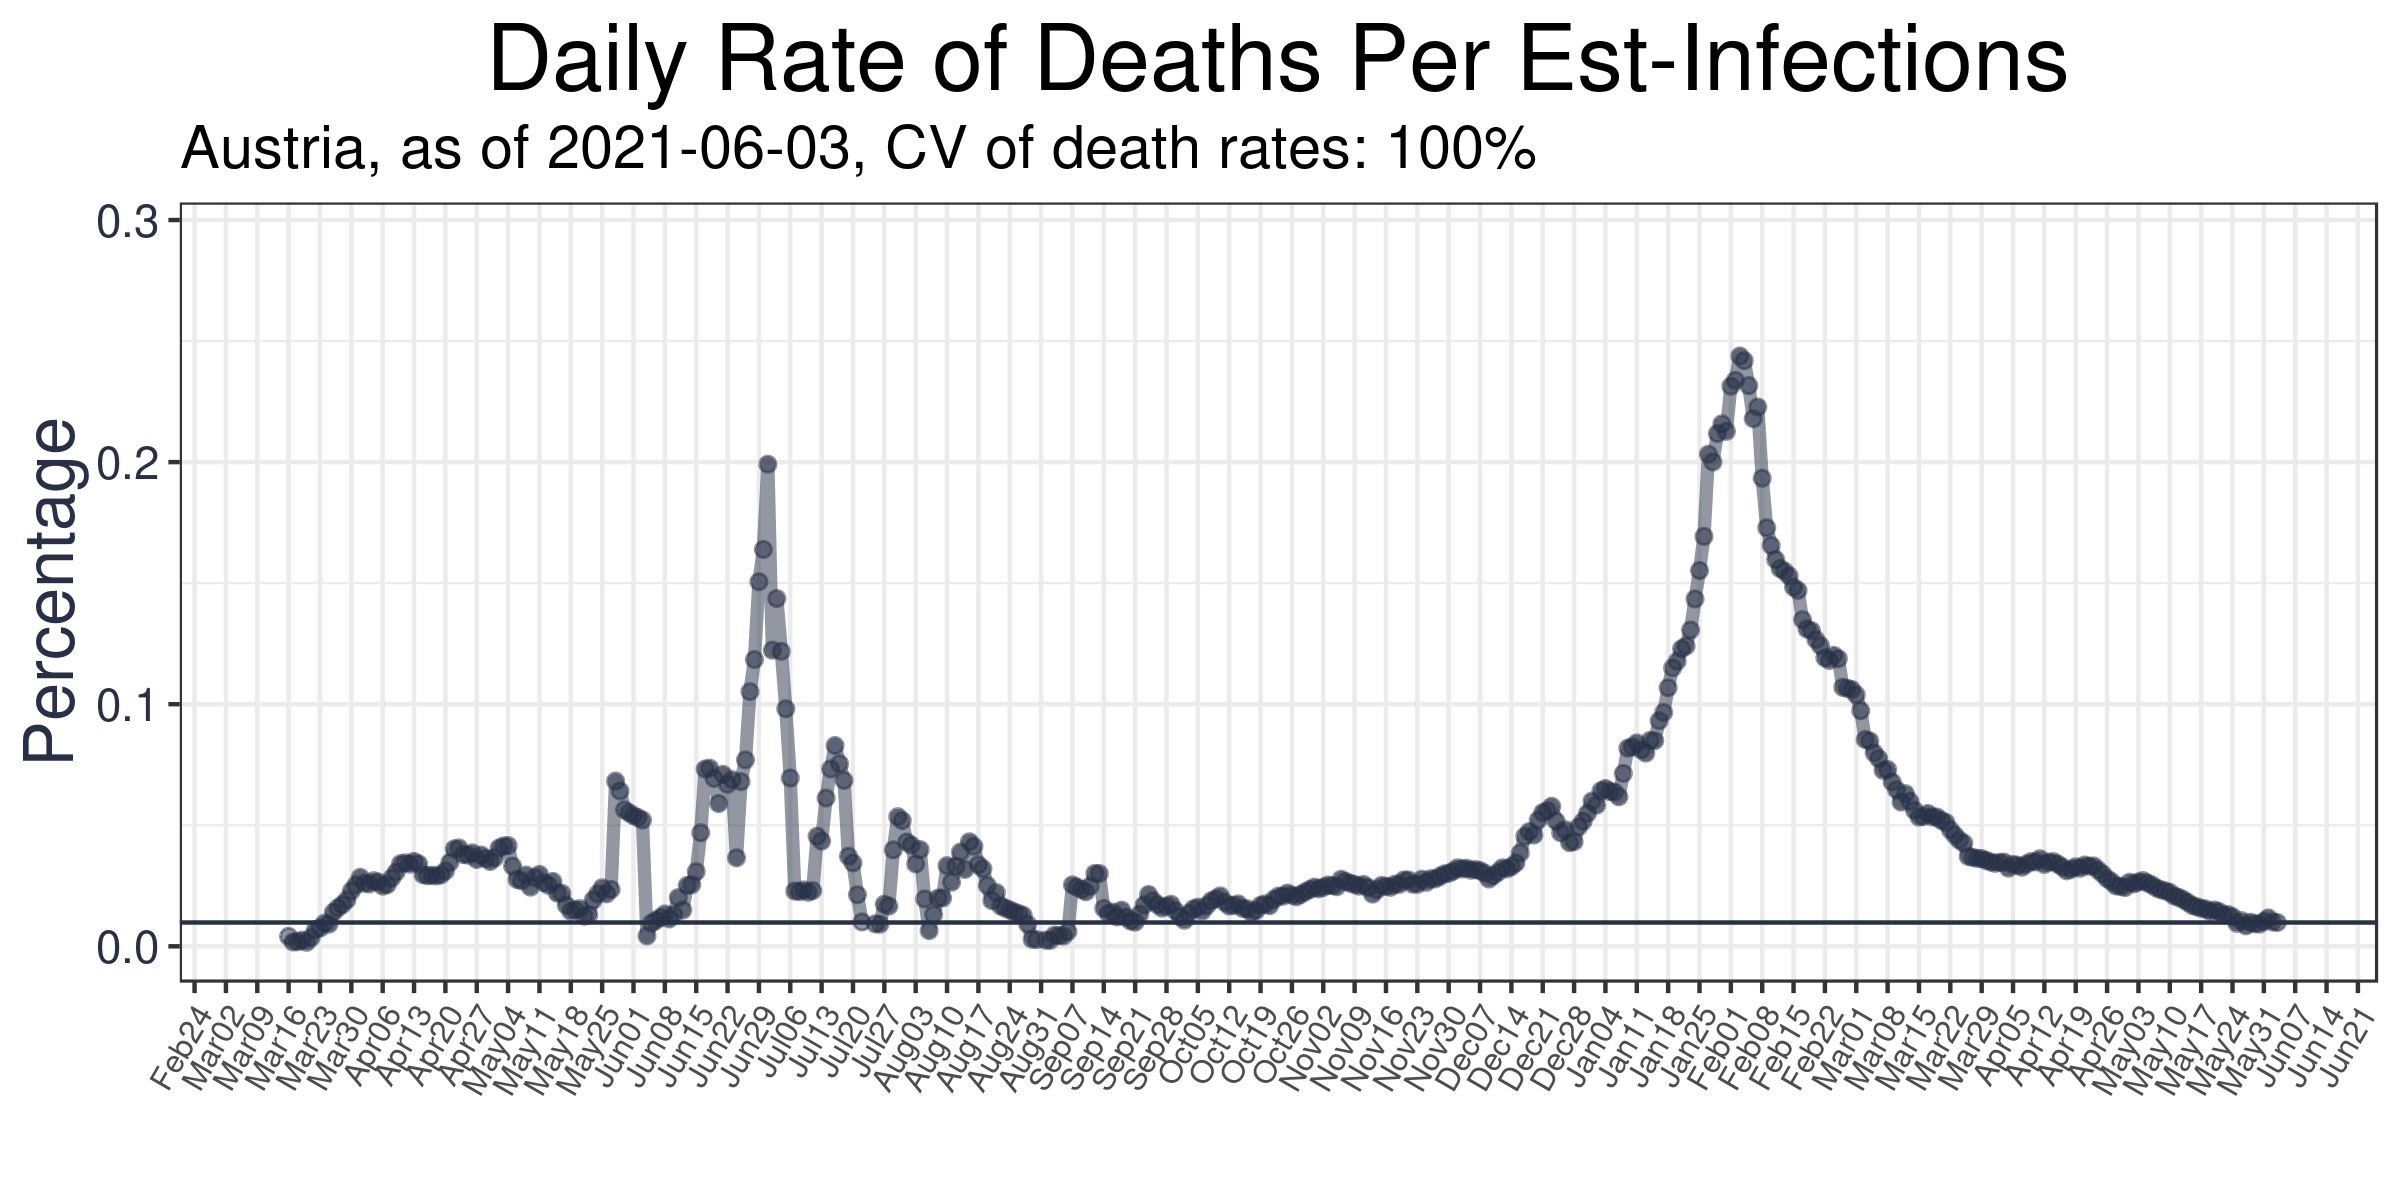 Daily Rate of Deaths Per Est-Infections
Austria, as of 2021-06-03, CV of death rates: 100%
Percentage
0.3
0.2
0.1
0.0
Feb24
Mar02
Mar09
Mar16
Mar23
Mar30
Apr06
Apr13
Apr20
Apr27
May04
May11
May18
May25
Jun01
Jun08
Jun15
Jun22
Jun29
Jul06
Jul13
Jul20
Jul27
Aug03
Aug10
Aug17
Aug24
Aug31
Sep07
Sep14
Sep21
Sep28
Oct05
Oct12
Oct19
Oct26
Nov02
Nov09
Nov16
Nov23
Nov30
Dec07
Dec14
Dec21
Dec28
Jan04
Jan11
Jan18
Jan25
Feb01
Feb08
Feb15
Feb22
Mar01
Mar08
Mar15
Mar22
Mar29
Apr05
Apr12
Apr19
Apr26
May03
May10
May17
May24
May31
Jun07
Jun14
Jun21